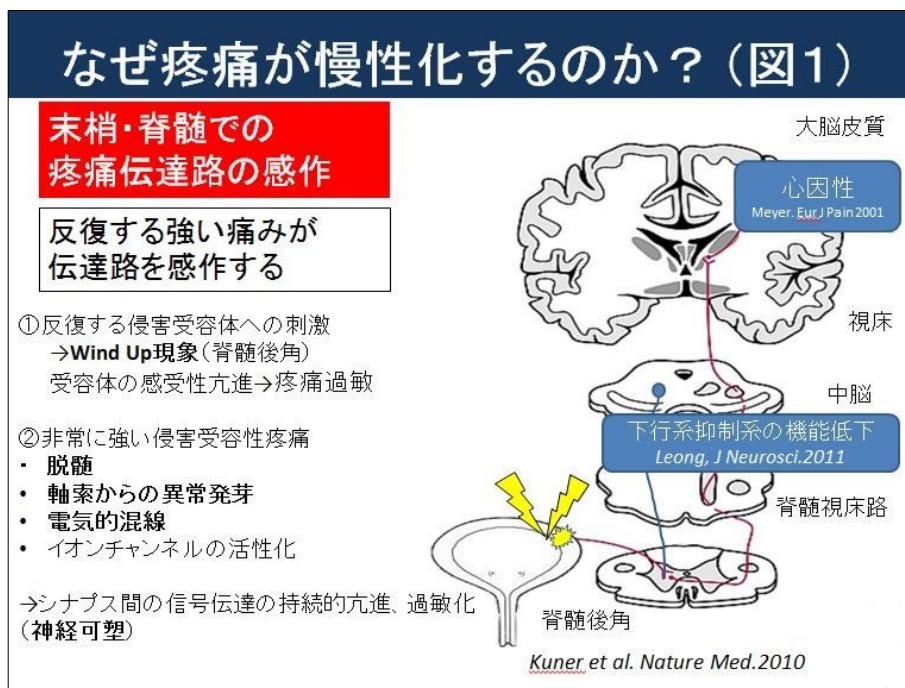 なぜ疼痛が慢性化するのか？（図１）
末梢・脊髄での
疼痛伝達路の感作
反復する強い痛みが
伝達路を感作する
①反復する侵害受容体への刺激
→Wind Up現象（脊髄後角）
受容体の感受性亢進→疼痛過敏
②非常に強い侵害受容性疼痛
・ 脱髄
• 軸索からの異常発芽
• 電気的混線
• イオンチャンネルの活性化
→シナプス間の信号伝達の持続的亢進、過敏化
（神経可塑）
大脳皮質
心因性
Meyer. Eur J Pain 2001
視床
中脳
下行系抑制系の機能低下
Leong, J Neurosci.2011
脊髄視床路
脊髄後角
Kuner et al. Nature Med.2010